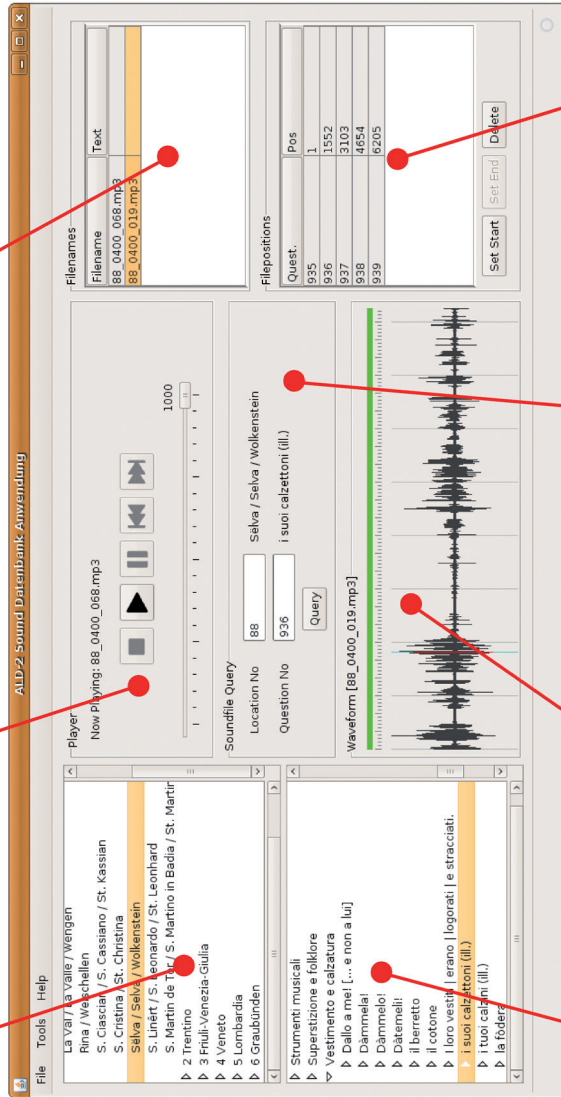 ALD-2 Sound Datenbank Anwendung
File Tools Help
La Val / La Valle / Wengen
Rina / Welschellen
S. Ciascian / S. Cassiano / St. Kassian
S. Cristina / St. Christina
Sëlva / Selva / Wolkenstein
S. Linêrt / S. Leonardo / St. Leonhard
S. Martin de Tor / S. Martino in Badia / St. Martin
2 Trentino
3 Friuli-Venezia-Giulia
4 Veneto
5 Lombardia
6 Graubünden
Strumenti musicali
Superstizione e folklore
Vestimento e calzatura
Dallo a me! [... e non a lui]
Dàmmela!
Dàmmelo!
Dàtemeli!
il berretto
il cotone
I loro vestiti | erano | logorati | e stracciati.
i suoi calzettoni (ill.)
i tuoi calzini (ill.)
la fòdera
Player
Now Playing: 88_0400_068.mp3
1000
Soundfile Query
Location No 88 Sëlva / Selva / Wolkenstein
Question No 936 i suoi calzettoni (ill.)
Query
Waveform [88_0400_019.mp3]
Filenames
Filename Text
88_0400_068.mp3
88_0400_019.mp3
Filepositions
Quest. Pos
935 1
936 1552
937 3103
938 4654
939 6205
Set Start Set End Delete